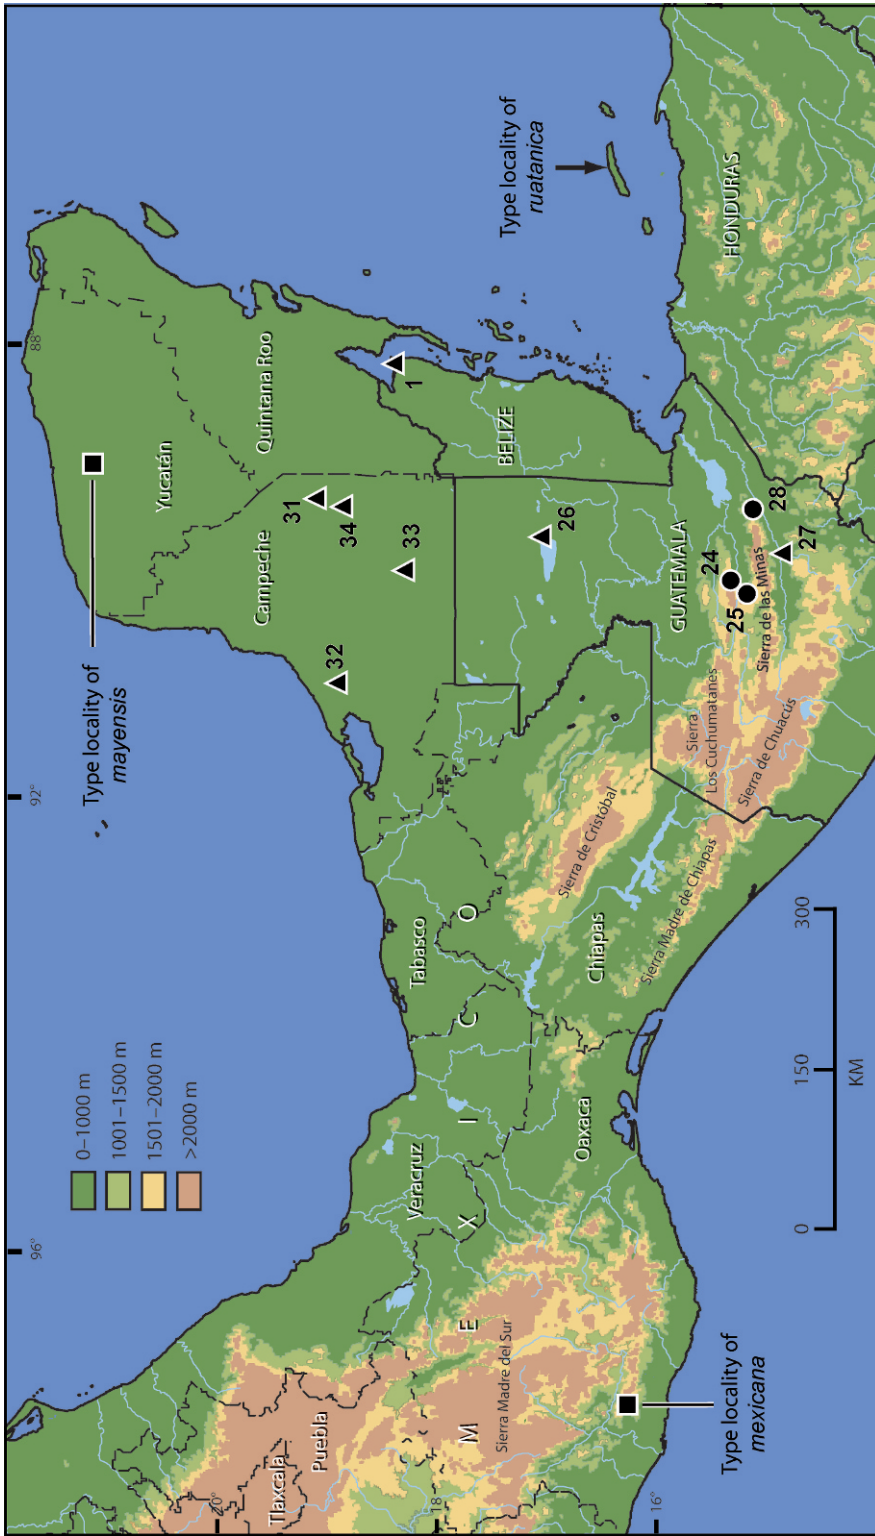 96°
92°
88°
20°
18°
16°
0–1000 m
1001–1500 m
1501–2000 m
>2000 m
Type locality of
mayensis
Yucatán
Quintana Roo
Campeche
31
34
32
33
1
Tlaxcala
Puebla
Veracruz
Tabasco
M E X I C O
BELIZE
26
Type locality of
ruatanica
Sierra Madre del Sur
Oaxaca
Chiapas
Sierra de Cristóbal
Sierra Madre de Chiapas
GUATEMALA
Sierra
Los Cuchumatanes
Sierra de Chuacús
Sierra de las Minas
24
25
28
27
HONDURAS
Type locality of
mexicana
0
150
300
KM